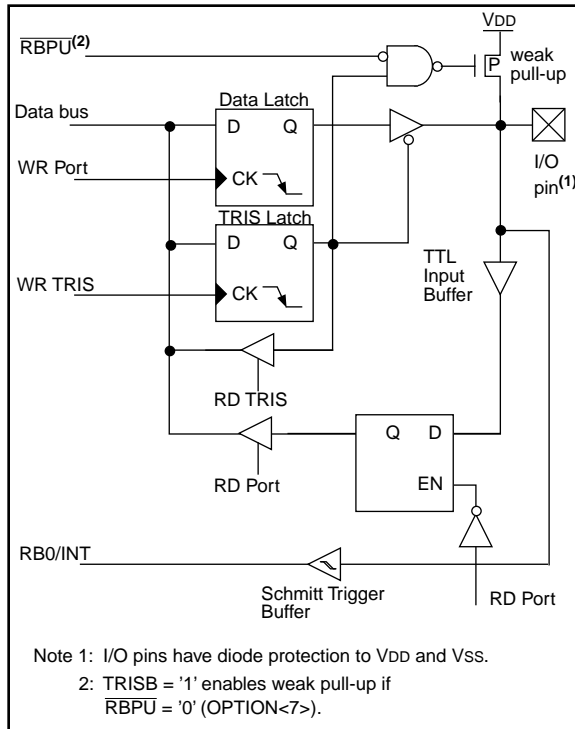 VDD
RBPU(2)
weak
pull-up
P
Data bus
Data Latch
D Q
I/O
pin(1)
WR Port
CK
TRIS Latch
D Q
TTL
Input
Buffer
WR TRIS
CK
RD TRIS
Q D
RD Port
EN
RB0/INT
Schmitt Trigger
Buffer
RD Port
Note 1: I/O pins have diode protection to VDD and VSS.
2: TRISB = '1' enables weak pull-up if
RBPU = '0' (OPTION<7>).